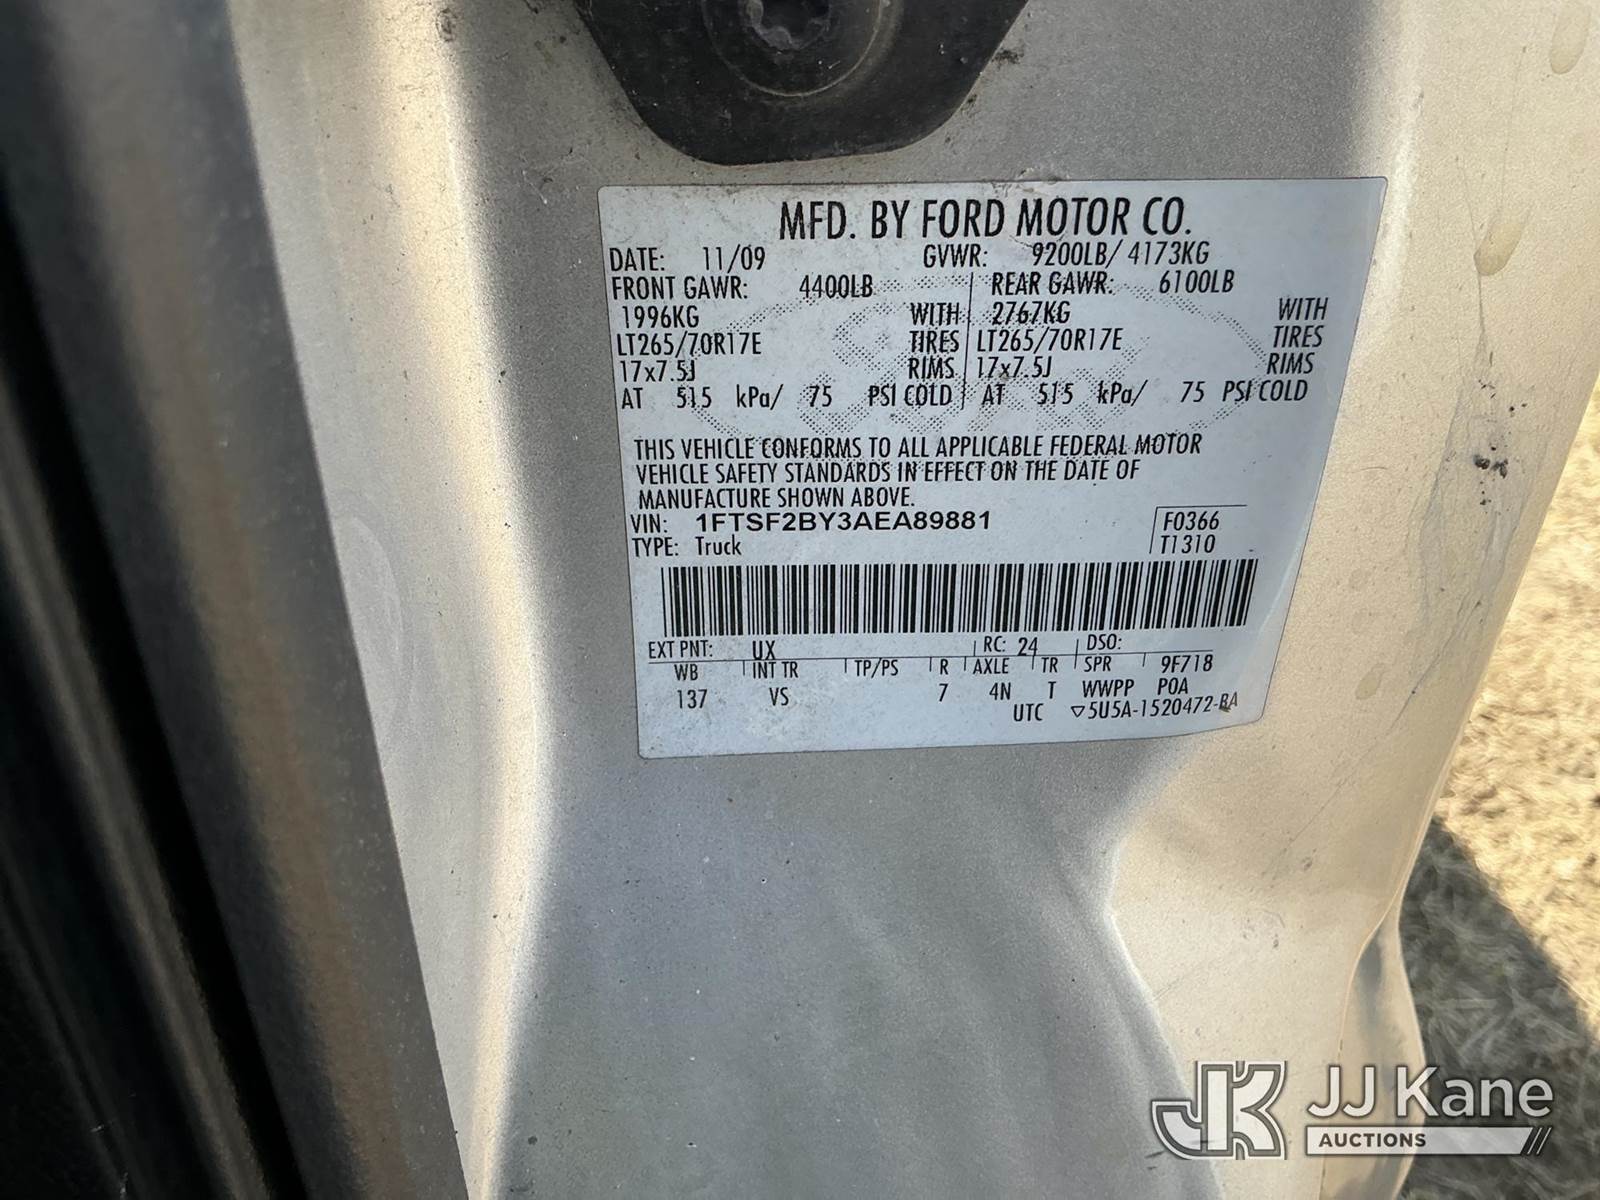 MFD. BY FORD MOTOR CO.
DATE: 11/09 GVWR: 9200LB/ 4173KG
FRONT GAWR: 4400LB REAR GAWR: 6100LB
1996KG WITH 2767KG WITH
LT265/70R17E TIRES LT265/70R17E TIRES
17x7.5J RIMS 17x7.5J RIMS
AT 515 kPa/ 75 PSI COLD AT 515 kPa/ 75 PSI COLD
THIS VEHICLE CONFORMS TO ALL APPLICABLE FEDERAL MOTOR
VEHICLE SAFETY STANDARDS IN EFFECT ON THE DATE OF
MANUFACTURE SHOWN ABOVE.
VIN: 1FTSF2BY3AEA89881 F0366
TYPE: Truck T1310
EXT PNT: UX RC: 24 DSO:
WB INT TR TP/PS R AXLE TR SPR 9F718
137 VS 7 4N T WWPP POA
UTC ▽5U5A-1520472-BA
JK JJ Kane
AUCTIONS